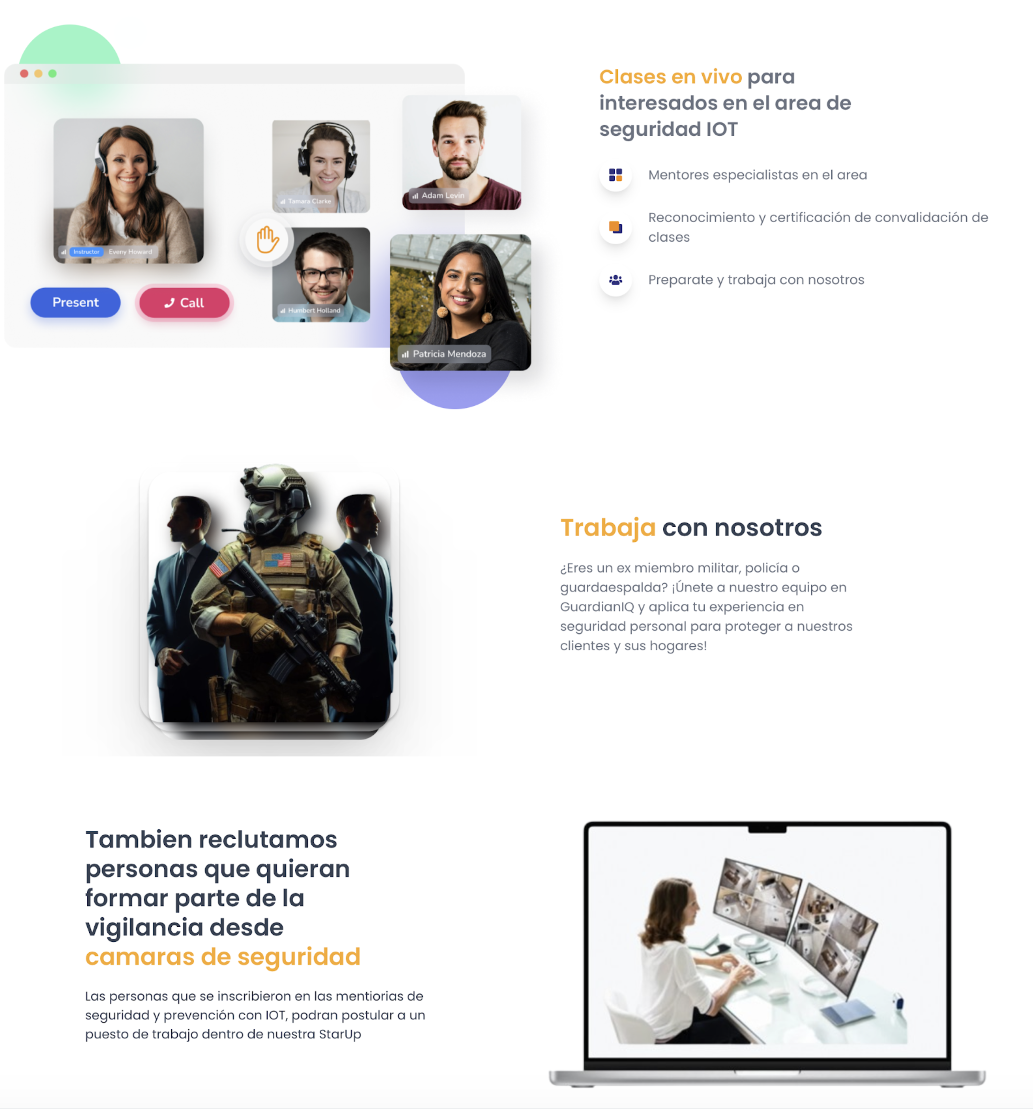 Clases en vivo para
interesados en el area de
seguridad IOT
Mentores especialistas en el area
Reconocimiento y certificación de convalidación de
clases
Preparate y trabaja con nosotros
Instructor Eveny Howard
Tamara Clarke
Adam Levin
Humbert Holland
Patricia Mendoza
Present
Call
Trabaja con nosotros
¿Eres un ex miembro militar, policía o
guardaespalda? ¡Únete a nuestro equipo en
GuardianIQ y aplica tu experiencia en
seguridad personal para proteger a nuestros
clientes y sus hogares!
Tambien reclutamos
personas que quieran
formar parte de la
vigilancia desde
camaras de seguridad
Las personas que se inscribieron en las mentiorias de
seguridad y prevención con IOT, podran postular a un
puesto de trabajo dentro de nuestra StarUp